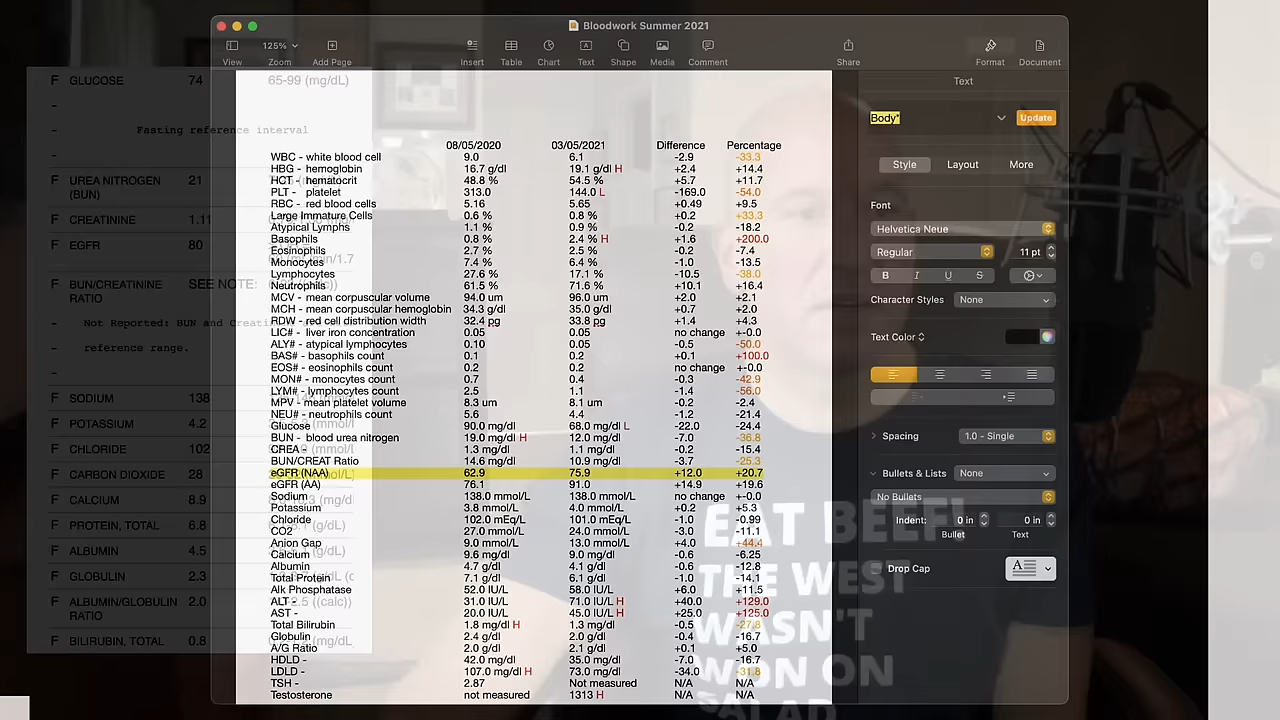 Bloodwork Summer 2021
125%
View Zoom Add Page Insert Table Chart Text Shape Media Comment Share Format Document
F GLUCOSE 74 65-99 (mg/dL)
-
- Fasting reference interval
-
F UREA NITROGEN (BUN) 21
F CREATININE 1.11
F EGFR 80
F BUN/CREATININE RATIO SEE NOTE:
- Not Reported: BUN and
- reference range.
-
F SODIUM 138
F POTASSIUM 4.2
F CHLORIDE 102
F CARBON DIOXIDE 28
F CALCIUM 8.9
F PROTEIN, TOTAL 6.8
F ALBUMIN 4.5
F GLOBULIN 2.3
F ALBUMIN/GLOBULIN RATIO 2.0
F BILIRUBIN, TOTAL 0.8
08/05/2020 03/05/2021 Difference Percentage
WBC - white blood cell 9.0 6.1 -2.9 -33.3
HBG - hemoglobin 16.7 g/dl 19.1 g/dl H +2.4 +14.4
HCT - hematocrit 48.8 % 54.5 % +5.7 +11.7
PLT - platelet 313.0 144.0 L -169.0 -54.0
RBC - red blood cells 5.16 5.65 +0.49 +9.5
Large Immature Cells 0.6 % 0.8 % +0.2 +33.3
Atypical Lymphs 1.1 % 0.9 % -0.2 -18.2
Basophils 0.8 % 2.4 % H +1.6 +200.0
Eosinophils 2.7 % 2.5 % -0.2 -7.4
Monocytes 7.4 % 6.4 % -1.0 -13.5
Lymphocytes 27.6 % 17.1 % -10.5 -38.0
Neutrophils 61.5 % 71.6 % +10.1 +16.4
MCV - mean corpuscular volume 94.0 um 96.0 um +2.0 +2.1
MCH - mean corpuscular hemoglobin 34.3 g/dl 35.0 g/dl +0.7 +2.0
RDW - red cell distribution width 32.4 pg 33.8 pg +1.4 +4.3
LIC# - liver iron concentration 0.05 0.05 no change +-0.0
ALY# - atypical lymphocytes 0.10 0.05 -0.5 -50.0
BAS# - basophils count 0.1 0.2 +0.1 +100.0
EOS# - eosinophils count 0.2 0.2 no change +-0.0
MON# - monocytes count 0.7 0.4 -0.3 -42.9
LYM# - lymphocytes count 2.5 1.1 -1.4 -56.0
MPV - mean platelet volume 8.3 um 8.1 um -0.2 -2.4
NEU# - neutrophils count 5.6 4.4 -1.2 -21.4
Glucose 90.0 mg/dl 68.0 mg/dl L -22.0 -24.4
BUN - blood urea nitrogen 19.0 mg/dl H 12.0 mg/dl -7.0 -36.8
CREA - 1.3 mg/dl 1.1 mg/dl -0.2 -15.4
BUN/CREAT Ratio 14.6 mg/dl 10.9 mg/dl -3.7 -25.3
eGFR (NAA) 62.9 75.9 +12.0 +20.7
eGFR (AA) 76.1 91.0 +14.9 +19.6
Sodium 138.0 mmol/L 138.0 mmol/L no change +-0.0
Potassium 3.8 mmol/L 4.0 mmol/L +0.2 +5.3
Chloride 102.0 mEq/L 101.0 mEq/L -1.0 -0.99
CO2 27.0 mmol/L 24.0 mmol/L -3.0 -11.1
Anion Gap 9.0 mmol/L 13.0 mmol/L +4.0 +44.4
Calcium 9.6 mg/dl 9.0 mg/dl -0.6 -6.25
Albumin 4.7 g/dl 4.1 g/dl -0.6 -12.8
Total Protein 7.1 g/dl 6.1 g/dl -1.0 -14.1
Alk Phosphatase 52.0 IU/L 58.0 IU/L +6.0 +11.5
ALT - 31.0 IU/L 71.0 IU/L H +40.0 +129.0
AST - 20.0 IU/L 45.0 IU/L H +25.0 +125.0
Total Bilirubin 1.8 mg/dl H 1.3 mg/dl -0.5 -27.8
Globulin 2.4 g/dl 2.0 g/dl -0.4 -16.7
A/G Ratio 2.0 g/dl 2.1 g/dl +0.1 +5.0
HDLD - 42.0 mg/dl 35.0 mg/dl -7.0 -16.7
LDLD - 107.0 mg/dl H 73.0 mg/dl -34.0 -31.8
TSH - 2.87 Not measured N/A N/A
Testosterone not measured 1313 H N/A N/A
EAT BEEF!
THE WEST
WASN'T
WON ON
SALAD
Text
Body*
Update
Style Layout More
Font
Helvetica Neue
Regular 11 pt
B I U S
Character Styles None
Text Color
Spacing 1.0 - Single
Bullets & Lists None
No Bullets
Indent: 0 in 0 in
Bullet Text
Drop Cap